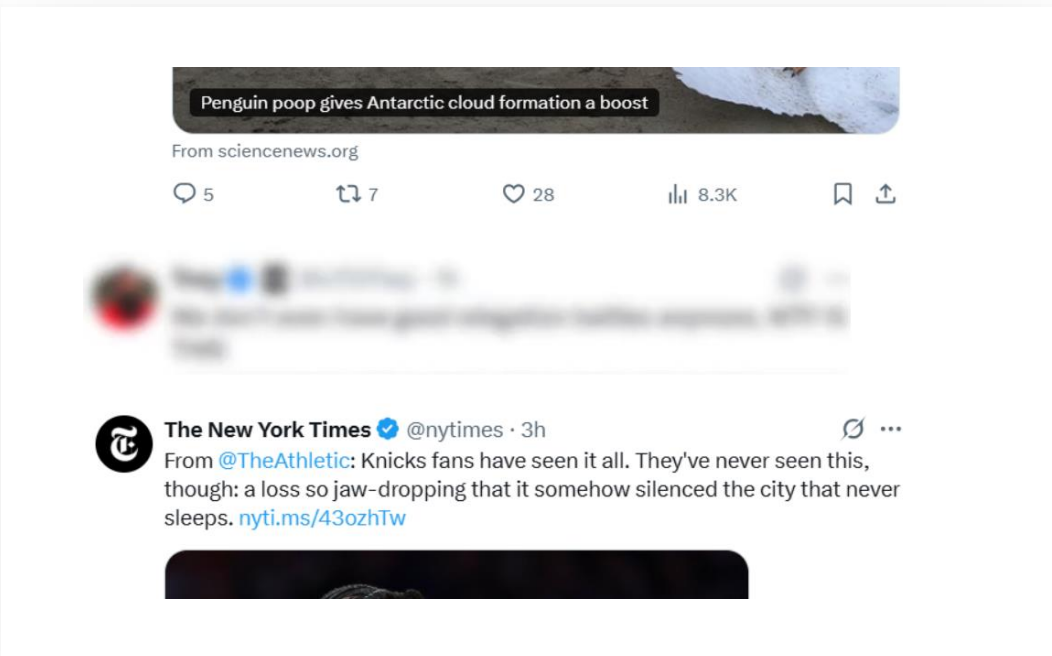 Penguin poop gives Antarctic cloud formation a boost
From sciencenews.org
5 7 28 8.3K
The New York Times @nytimes · 3h
From @TheAthletic: Knicks fans have seen it all. They've never seen this,
though: a loss so jaw-dropping that it somehow silenced the city that never
sleeps. nyti.ms/43ozhTw